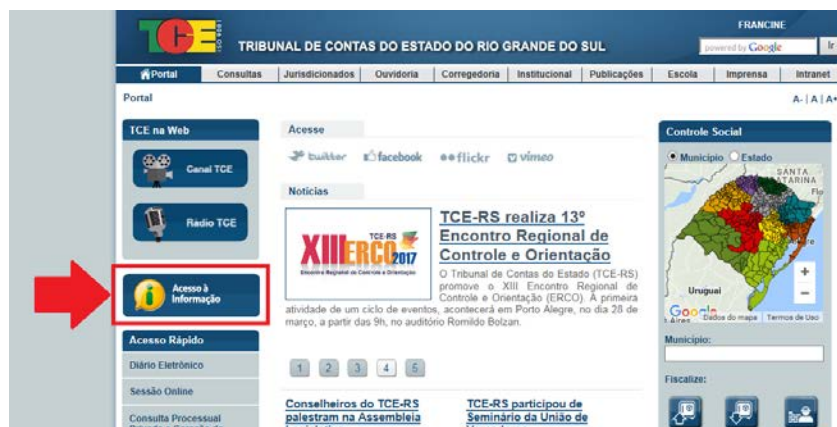 TCE
1935 RS
TRIBUNAL DE CONTAS DO ESTADO DO RIO GRANDE DO SUL
FRANCINE
powered by Google
Ir
Portal Consultas Jurisdicionados Ouvidoria Corregedoria Institucional Publicações Escola Imprensa Intranet
Portal
A- | A | A+
TCE na Web
Canal TCE
Rádio TCE
Acesso à
Informação
Acesso Rápido
Diário Eletrônico
Sessão Online
Consulta Processual
Acesse
twitter facebook flickr vimeo
Notícias
TCE-RS
XIII ERCO 2017
Encontro Regional de Controle e Orientação
TCE-RS realiza 13º
Encontro Regional de
Controle e Orientação
O Tribunal de Contas do Estado (TCE-RS)
promove o XIII Encontro Regional de
Controle e Orientação (ERCO). A primeira
atividade de um ciclo de eventos, acontecerá em Porto Alegre, no dia 28 de
março, a partir das 9h, no auditório Romildo Bolzan.
1 2 3 4 5
Conselheiros do TCE-RS
palestram na Assembleia
TCE-RS participou de
Seminário da União de
Controle Social
Município Estado
SANTA
CATARINA
Flo
Uruguai
+
−
Google
Dados do mapa Termos de Uso
Município:
Fiscalize: